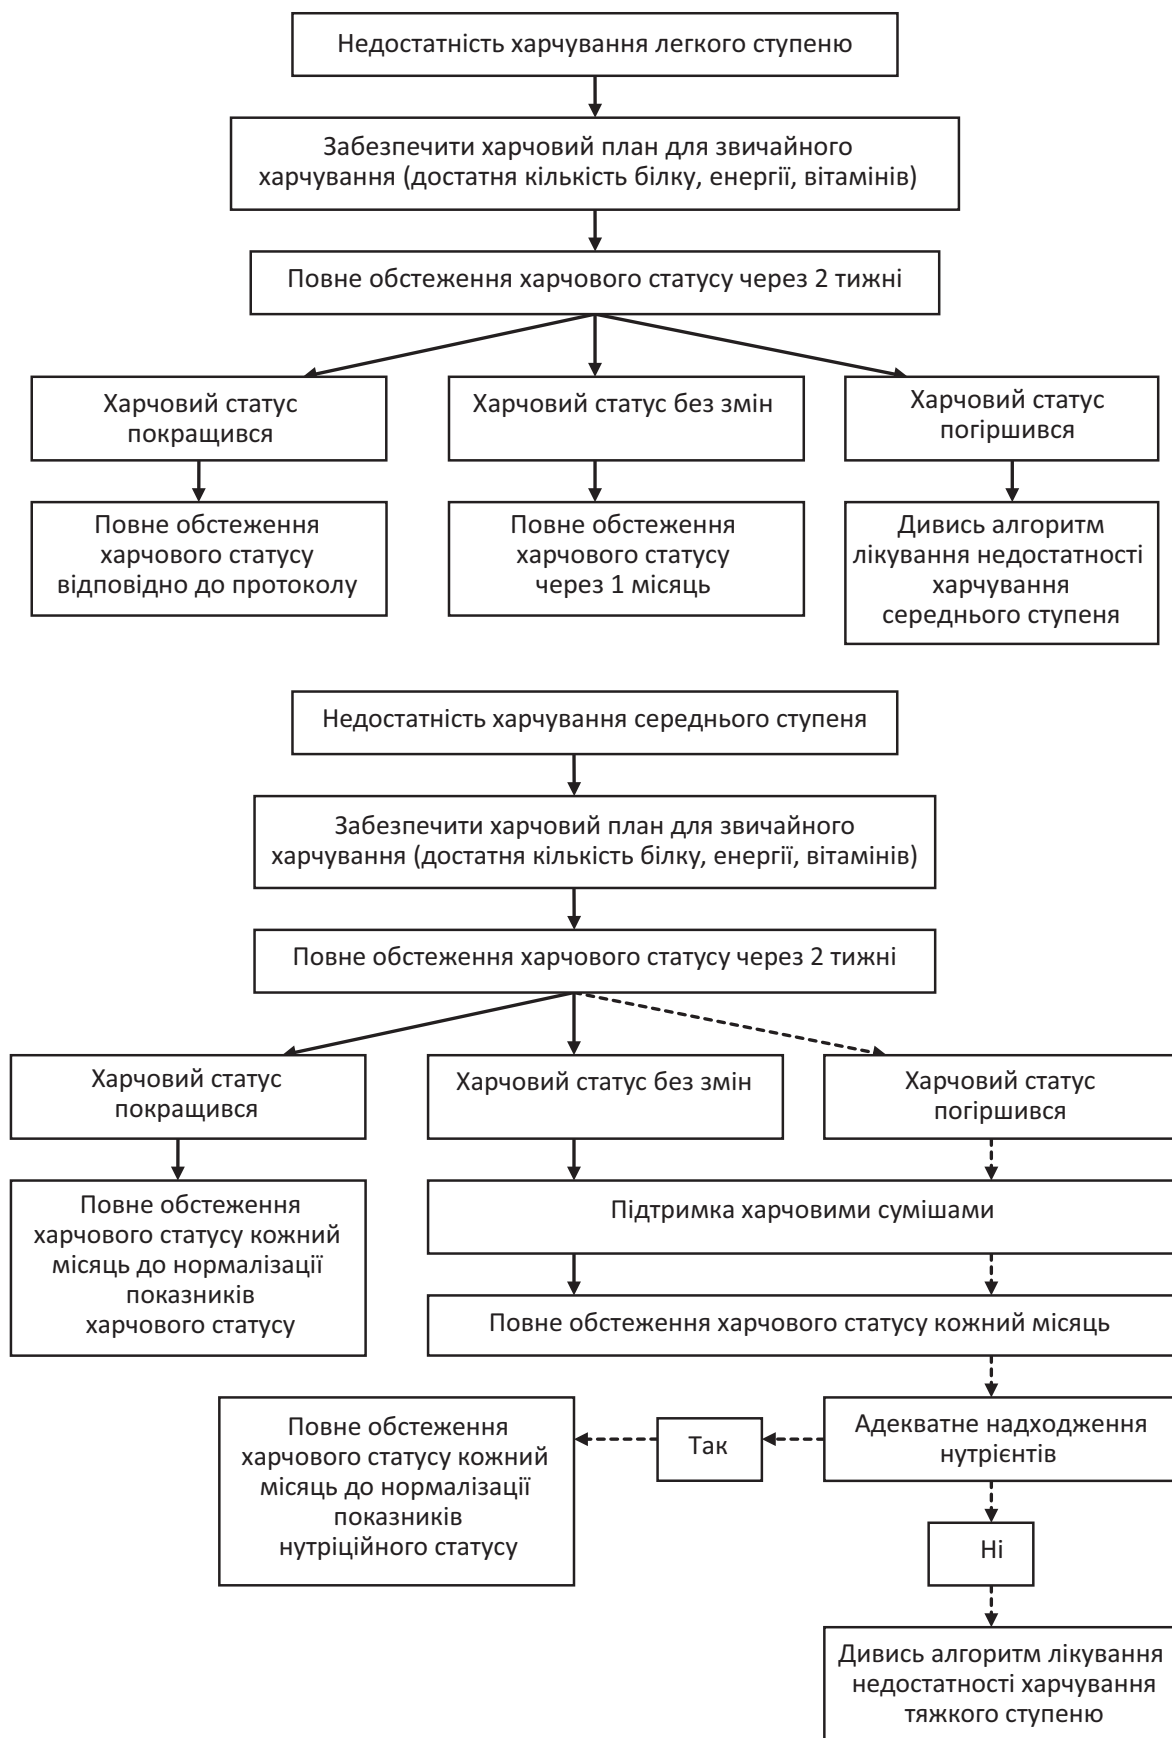 Недостатність харчування легкого ступеню
Забезпечити харчовий план для звичайного
харчування (достатня кількість білку, енергії, вітамінів)
Повне обстеження харчового статусу через 2 тижні
Харчовий статус
покращився
Харчовий статус без змін
Харчовий статус
погіршився
Повне обстеження
харчового статусу
відповідно до протоколу
Повне обстеження
харчового статусу
через 1 місяць
Дивись алгоритм
лікування недостатності
харчування
середнього ступеня
Недостатність харчування середнього ступеня
Забезпечити харчовий план для звичайного
харчування (достатня кількість білку, енергії, вітамінів)
Повне обстеження харчового статусу через 2 тижні
Харчовий статус
покращився
Харчовий статус без змін
Харчовий статус
погіршився
Повне обстеження
харчового статусу кожний
місяць до нормалізації
показників
харчового статусу
Підтримка харчовими сумішами
Повне обстеження харчового статусу кожний місяць
Адекватне надходження
нутрієнтів
Так
Повне обстеження
харчового статусу кожний
місяць до нормалізації
показників
нутріційного статусу
Ні
Дивись алгоритм лікування
недостатності харчування
тяжкого ступеню